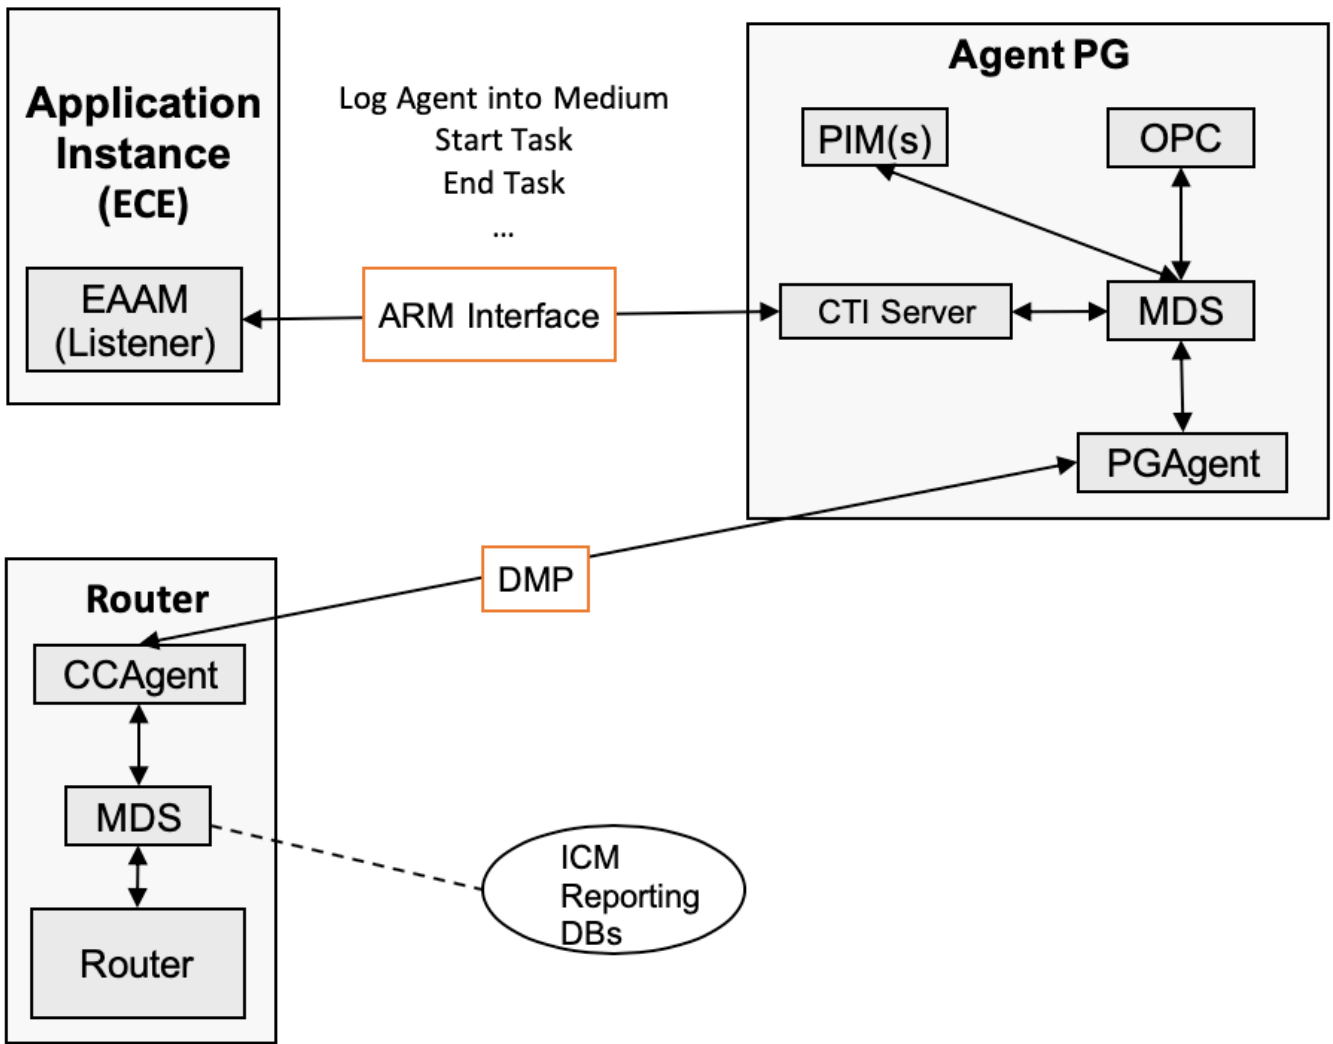 Application
Instance
(ECE)
EAAM
(Listener)
Log Agent into Medium
Start Task
End Task
...
ARM Interface
Agent PG
PIM(s)
OPC
CTI Server
MDS
PGAgent
DMP
Router
CCAgent
MDS
Router
ICM
Reporting
DBs